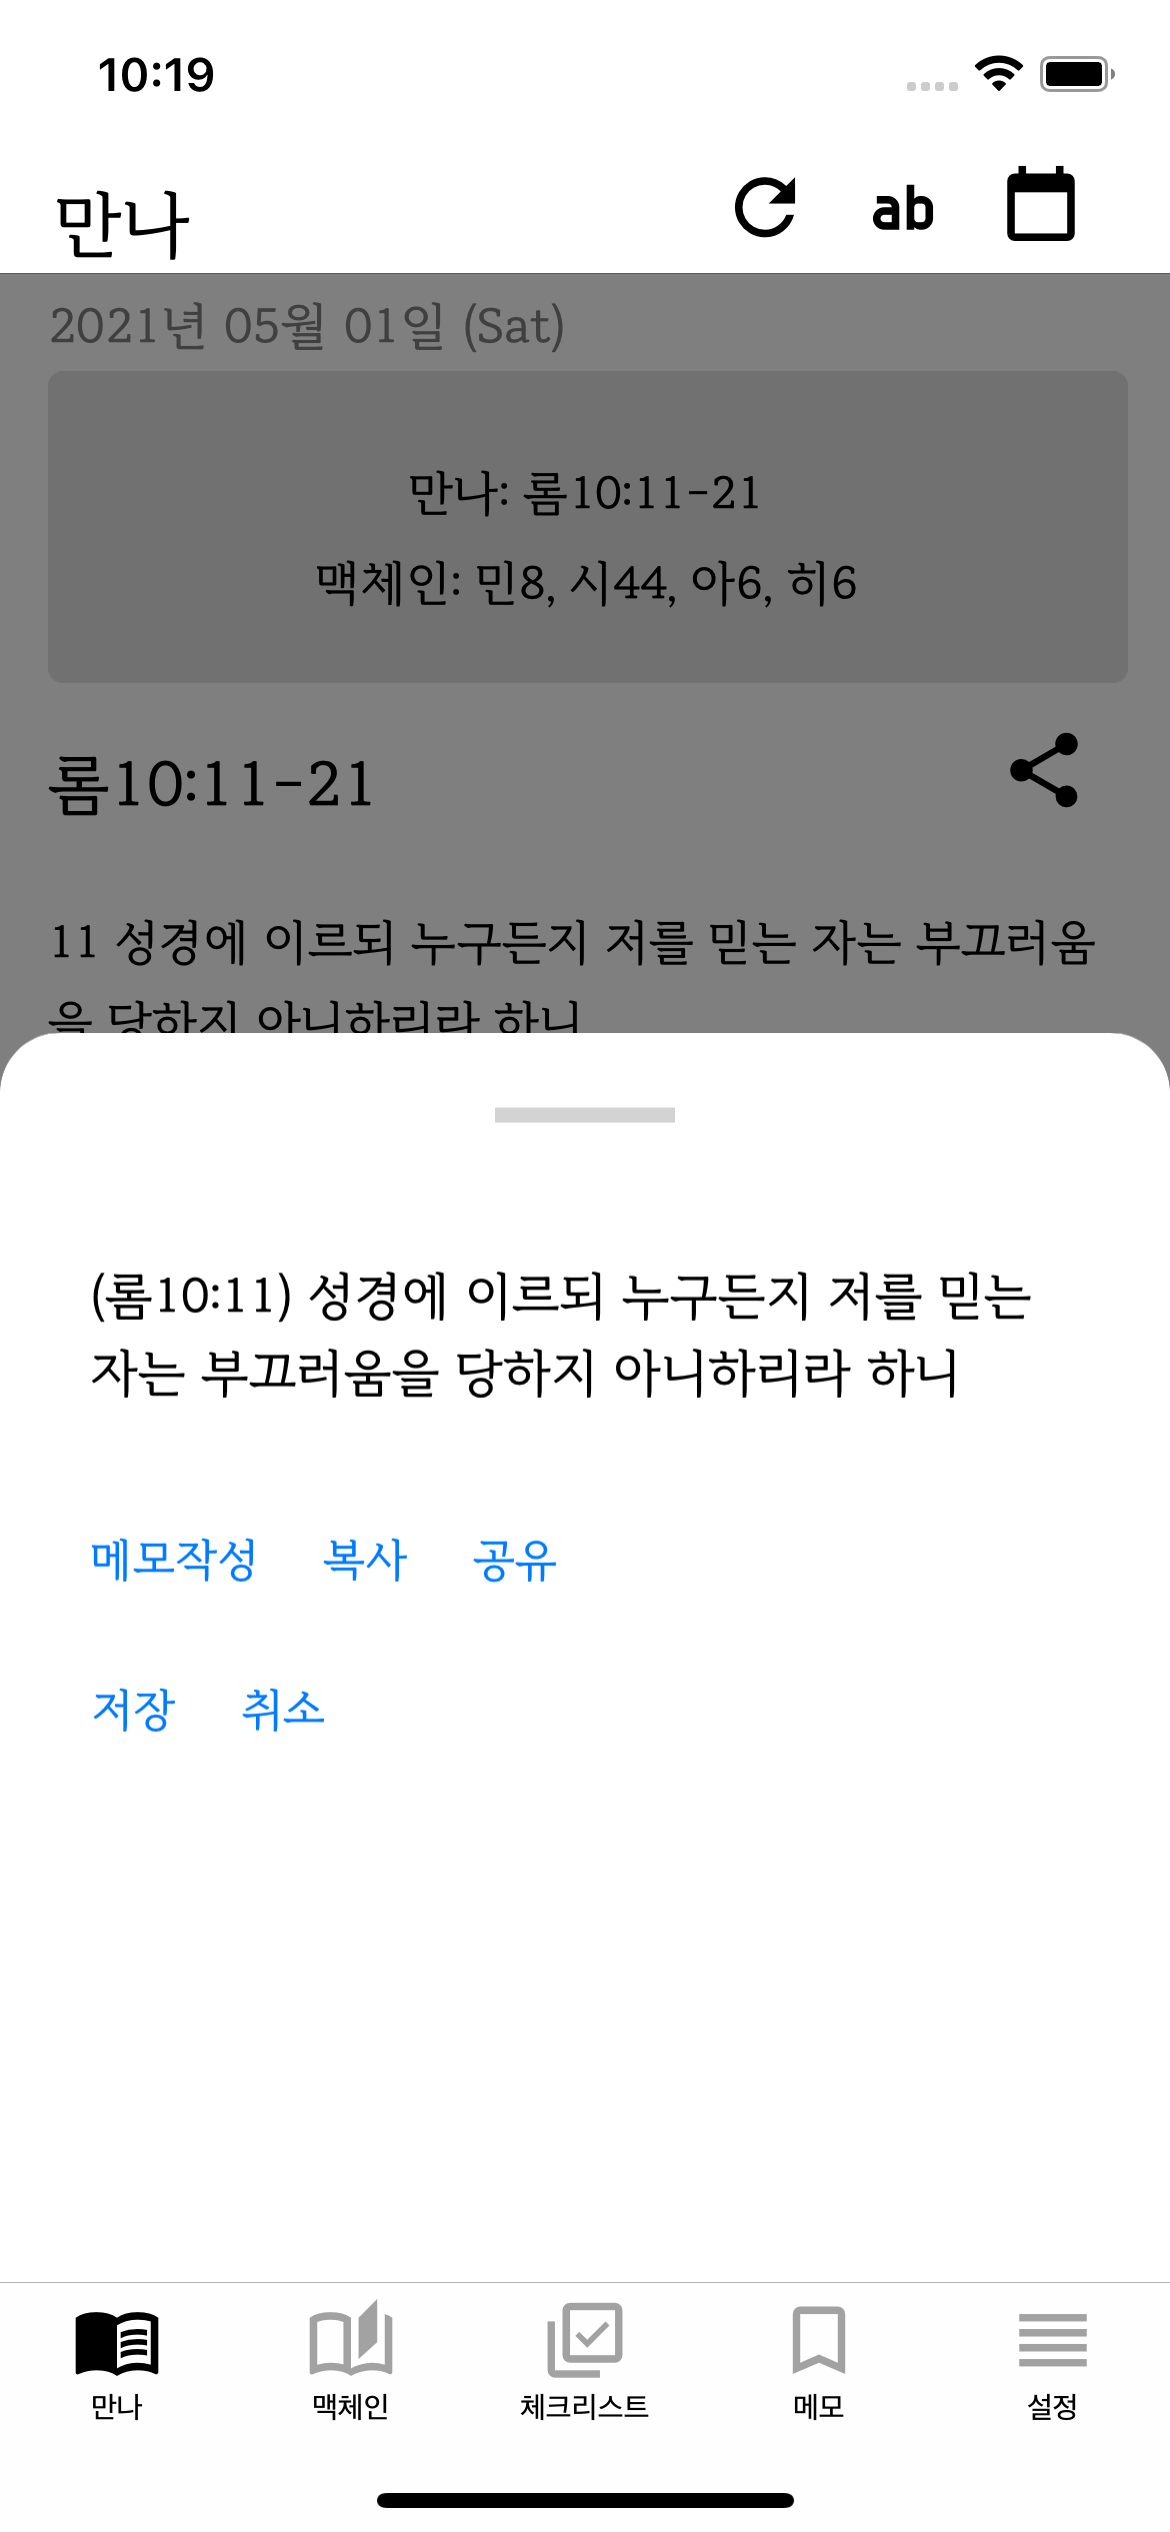 10:19
만나
ab
2021년 05월 01일 (Sat)
만나: 롬10:11-21
맥체인: 민8, 시44, 아6, 히6
롬10:11-21
11 성경에 이르되 누구든지 저를 믿는 자는 부끄러움
을 당하지 아니하리라 하니
(롬10:11) 성경에 이르되 누구든지 저를 믿는
자는 부끄러움을 당하지 아니하리라 하니
메모작성 복사 공유
저장 취소
만나 맥체인 체크리스트 메모 설정